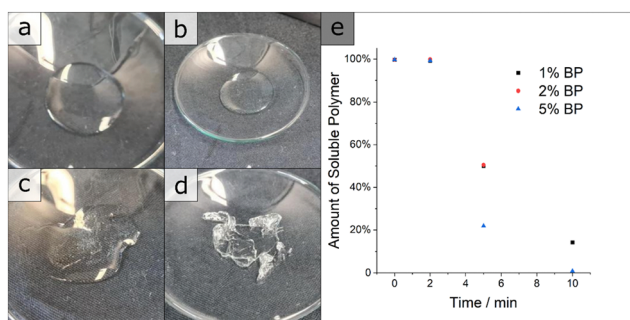 a
b
c
d
e
Amount of Soluble Polymer
100%
80%
60%
40%
20%
0
0 2 4 6 8 10
Time / min
1% BP
2% BP
5% BP